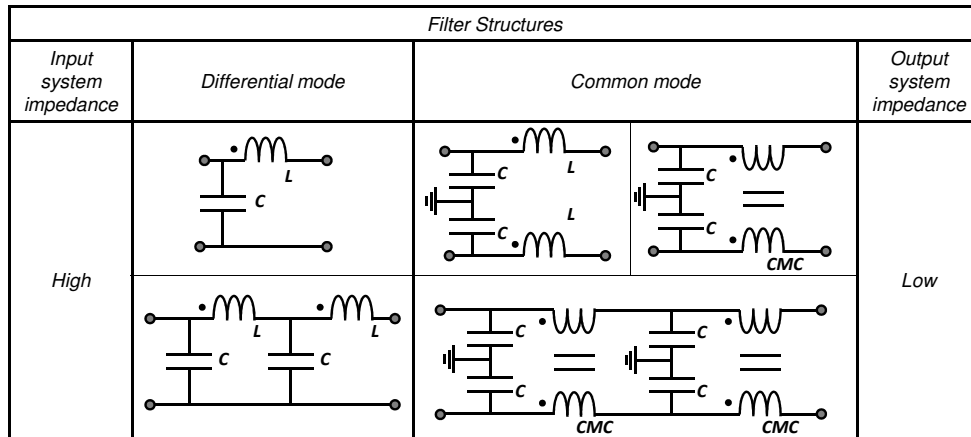 Filter Structures
Input
system
impedance
Differential mode
Common mode
Output
system
impedance
High
L
C
C
C
L
L
C
C
CMC
Low
L
L
C
C
C
C
CMC
C
C
CMC